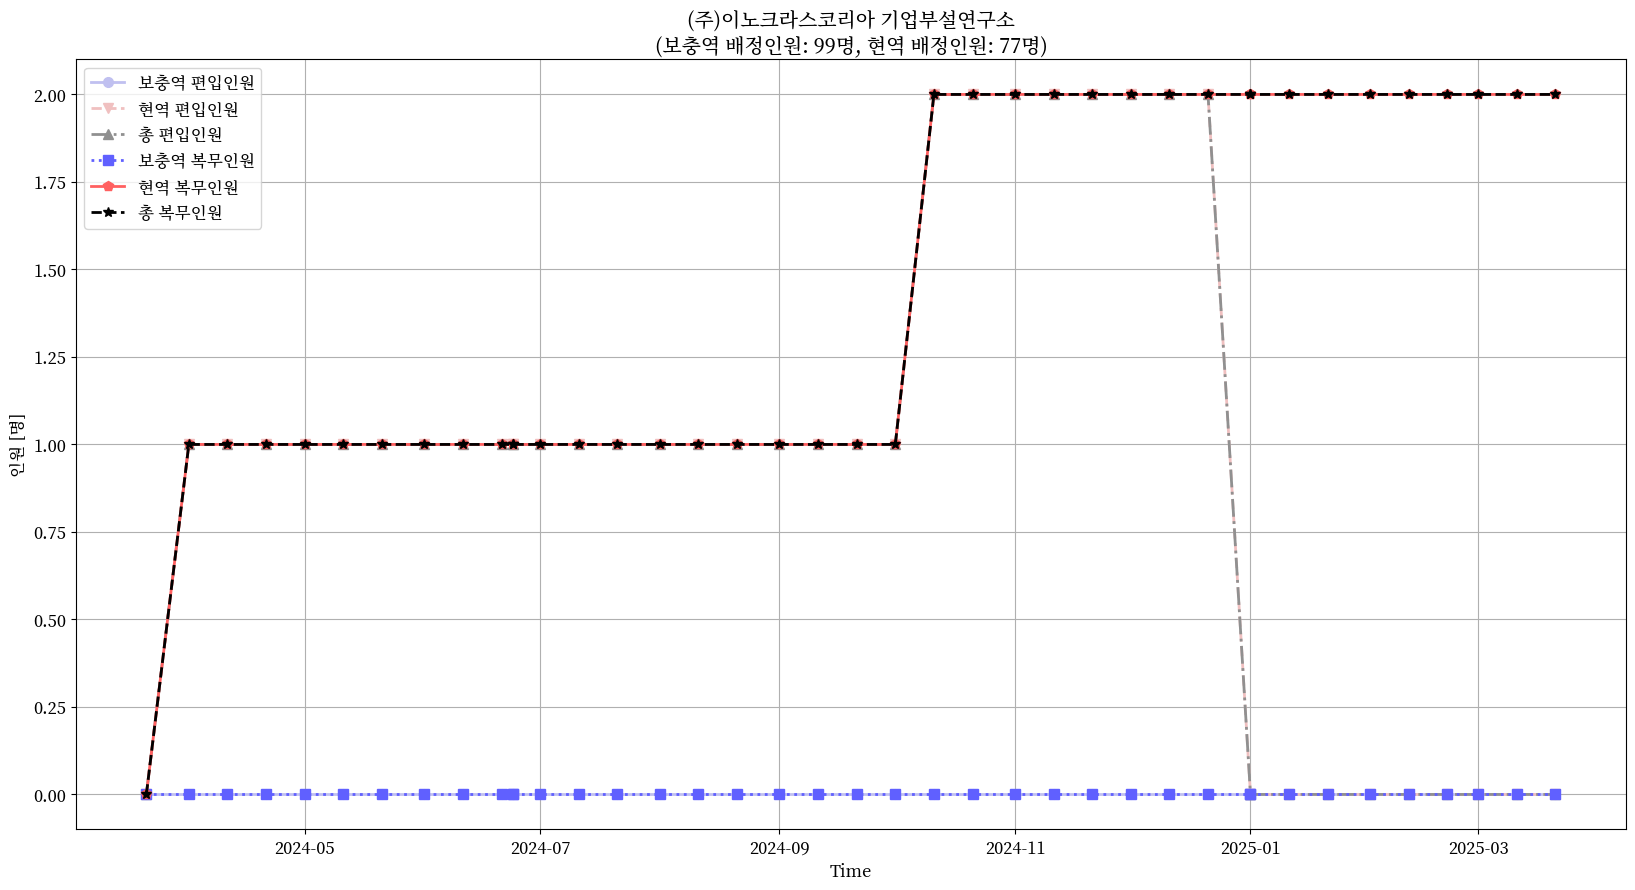 (주)이노크라스코리아 기업부설연구소
(보충역 배정인원: 99명, 현역 배정인원: 77명)
보충역 편입인원
현역 편입인원
총 편입인원
보충역 복무인원
현역 복무인원
총 복무인원
2.00
1.75
1.50
1.25
1.00
0.75
0.50
0.25
0.00
인원 [명]
2024-05
2024-07
2024-09
2024-11
2025-01
2025-03
Time